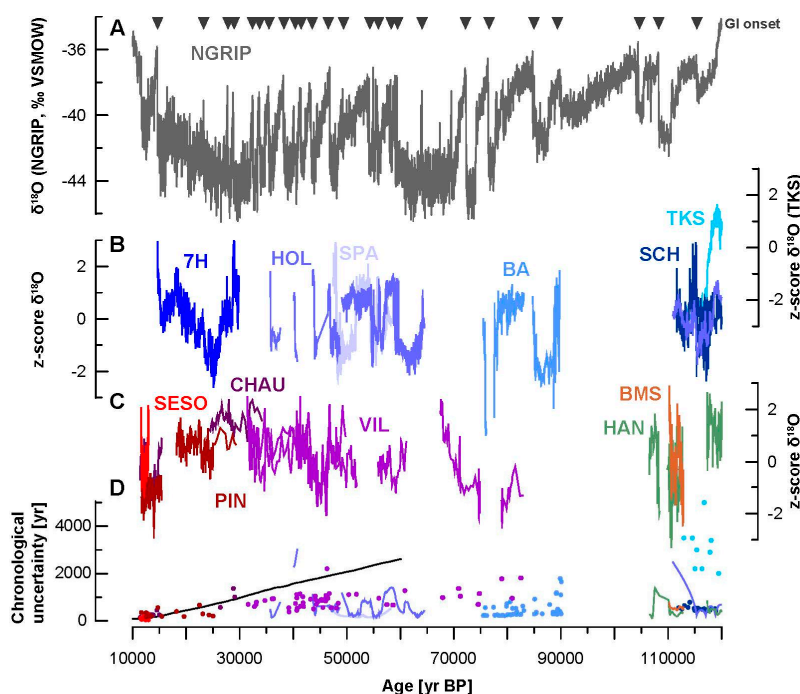 A
GI onset
-36
NGRIP
-40
-44
δ¹⁸O (NGRIP, ‰ VSMOW)
2
TKS
0
-2
z-score δ¹⁸O (TKS)
B
7H
HOL
SPA
BA
SCH
2
0
-2
z-score δ¹⁸O
C
SESO
CHAU
VIL
PIN
BMS
HAN
2
0
-2
z-score δ¹⁸O
D
4000
2000
0
Chronological
uncertainty [yr]
10000 30000 50000 70000 90000 110000
Age [yr BP]